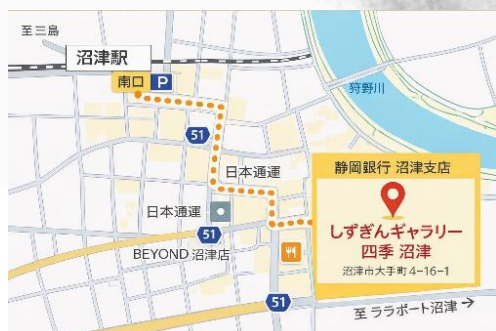 至三島
沼津駅
南口 P
狩野川
51
日本通運
静岡銀行 沼津支店
しずぎんギャラリー
四季 沼津
沼津市大手町4-16-1
日本通運
51
BEYOND 沼津店
51
至 ララポート沼津